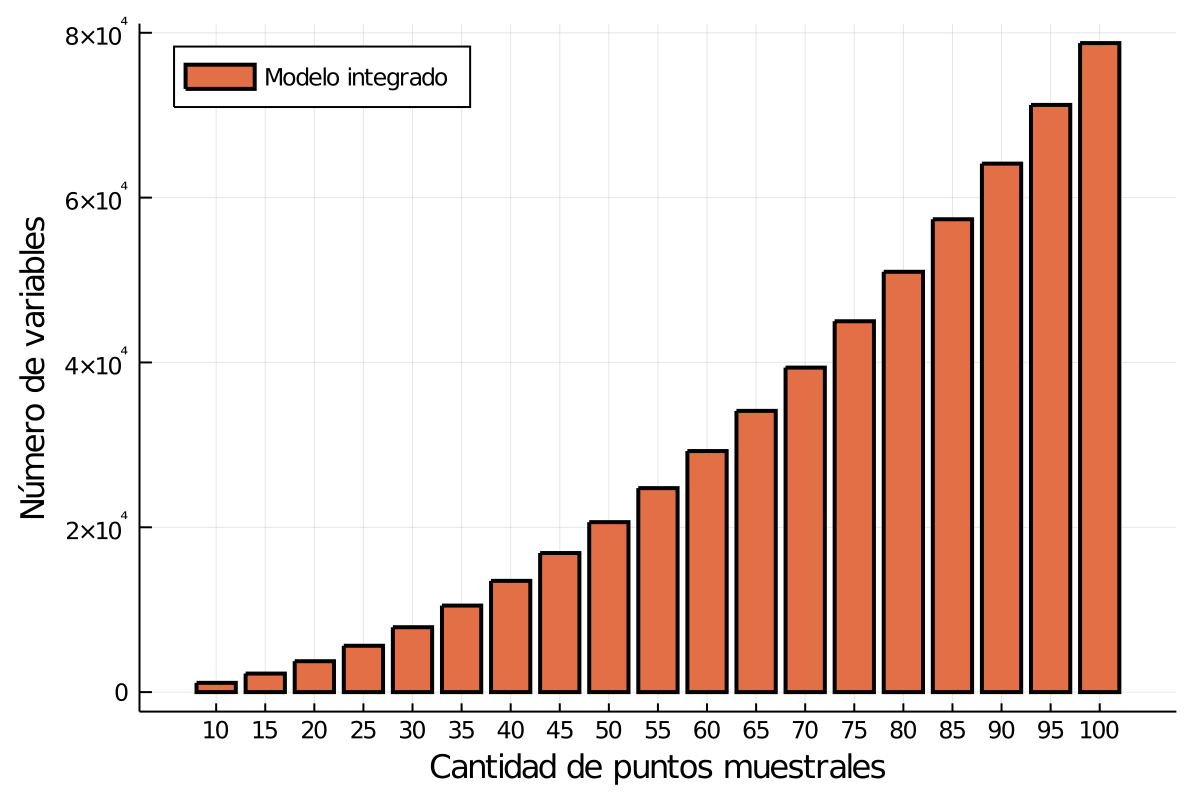 8×10⁴
Modelo integrado
6×10⁴
4×10⁴
2×10⁴
0
Número de variables
10 15 20 25 30 35 40 45 50 55 60 65 70 75 80 85 90 95 100
Cantidad de puntos muestrales